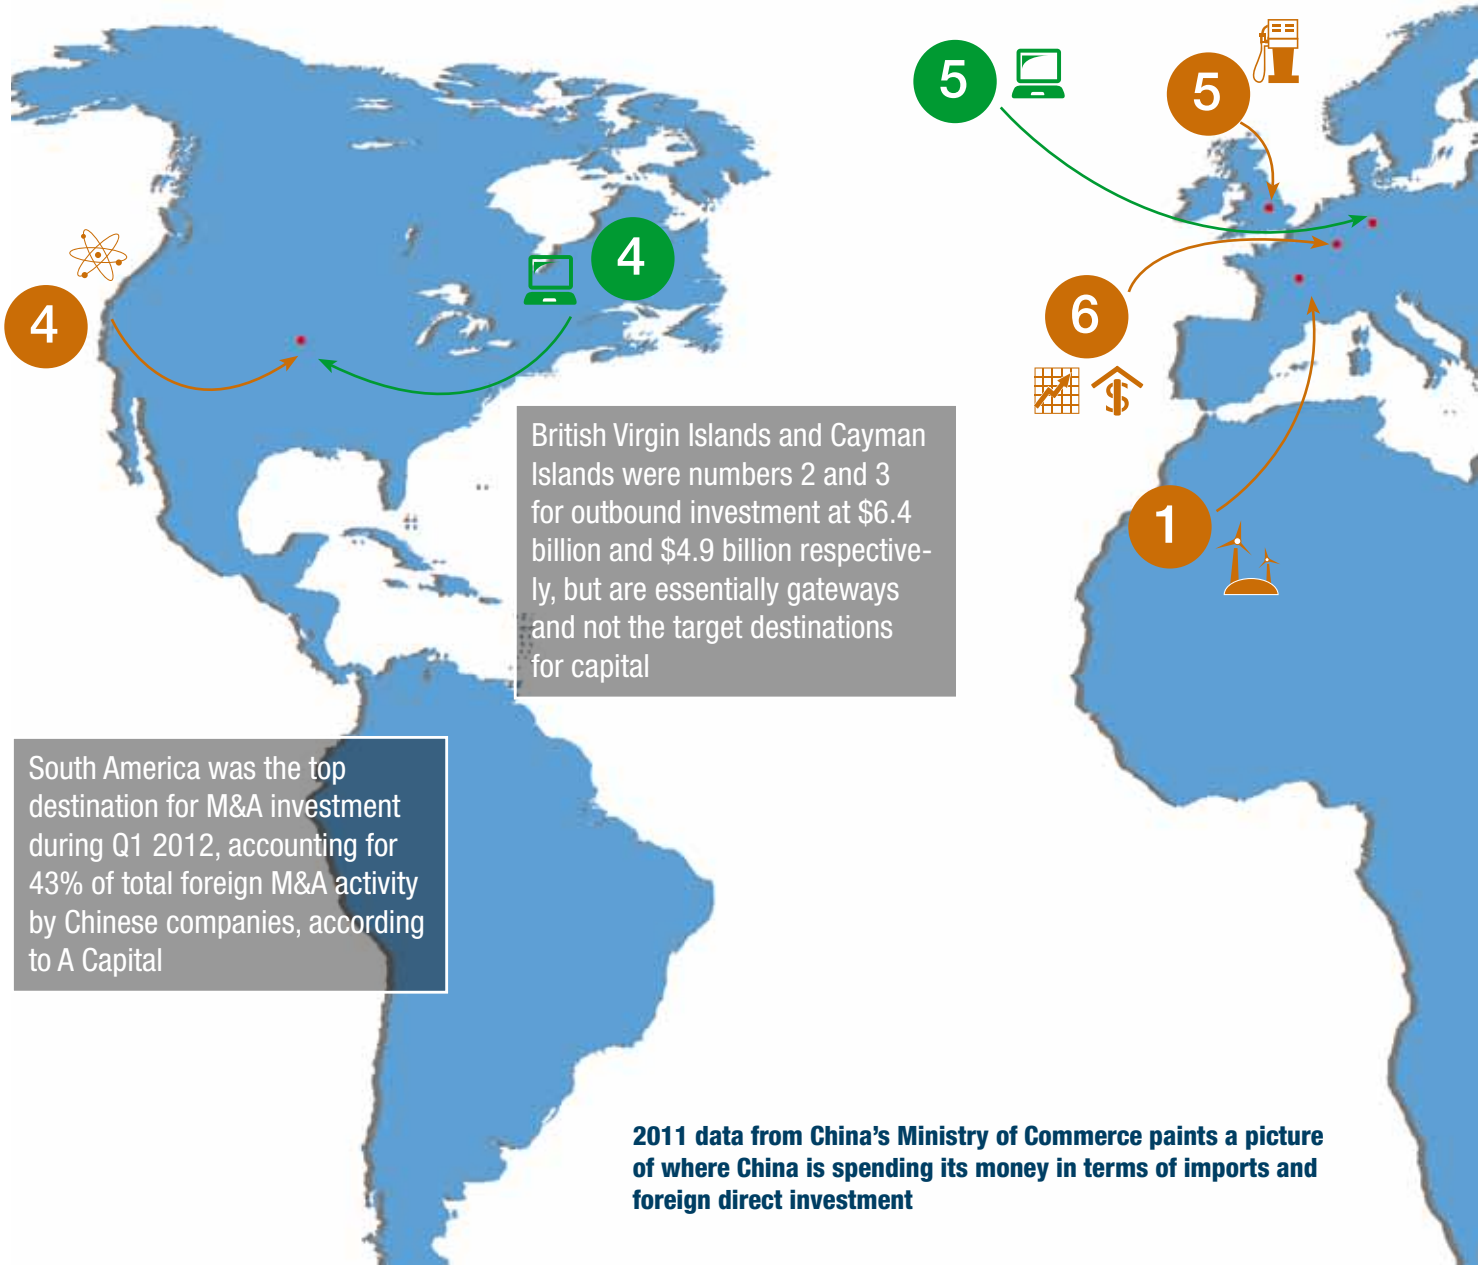 5
5
4
4
6
British Virgin Islands and Cayman
Islands were numbers 2 and 3
for outbound investment at $6.4
billion and $4.9 billion respective-
ly, but are essentially gateways
and not the target destinations
for capital
$
1
South America was the top
destination for M&A investment
during Q1 2012, accounting for
43% of total foreign M&A activity
by Chinese companies, according
to A Capital
2011 data from China’s Ministry of Commerce paints a picture
of where China is spending its money in terms of imports and
foreign direct investment